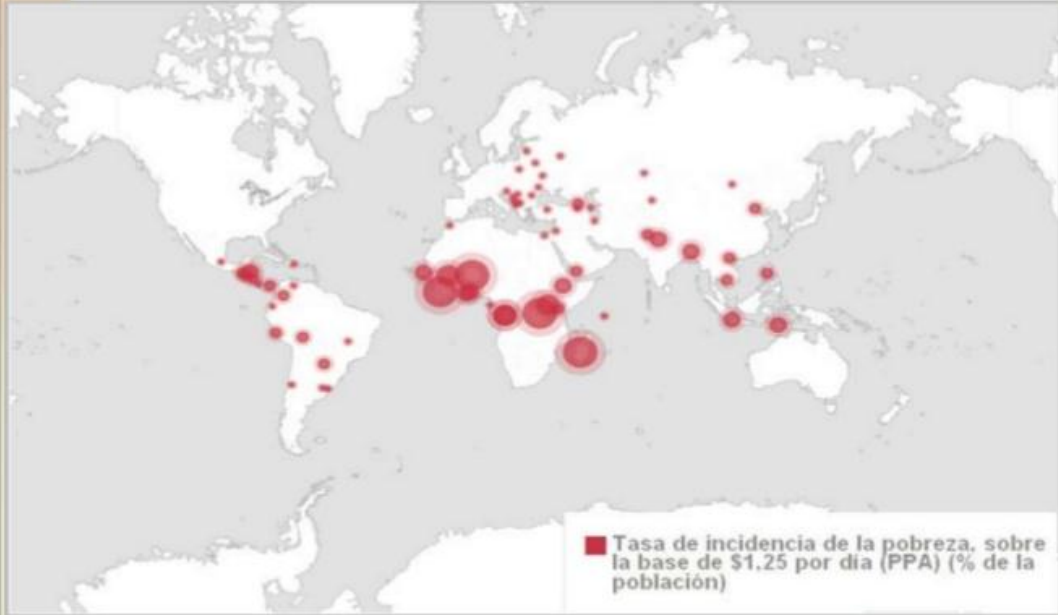 Tasa de incidencia de la pobreza, sobre
la base de $1,25 por día (PPA) (% de la
población)